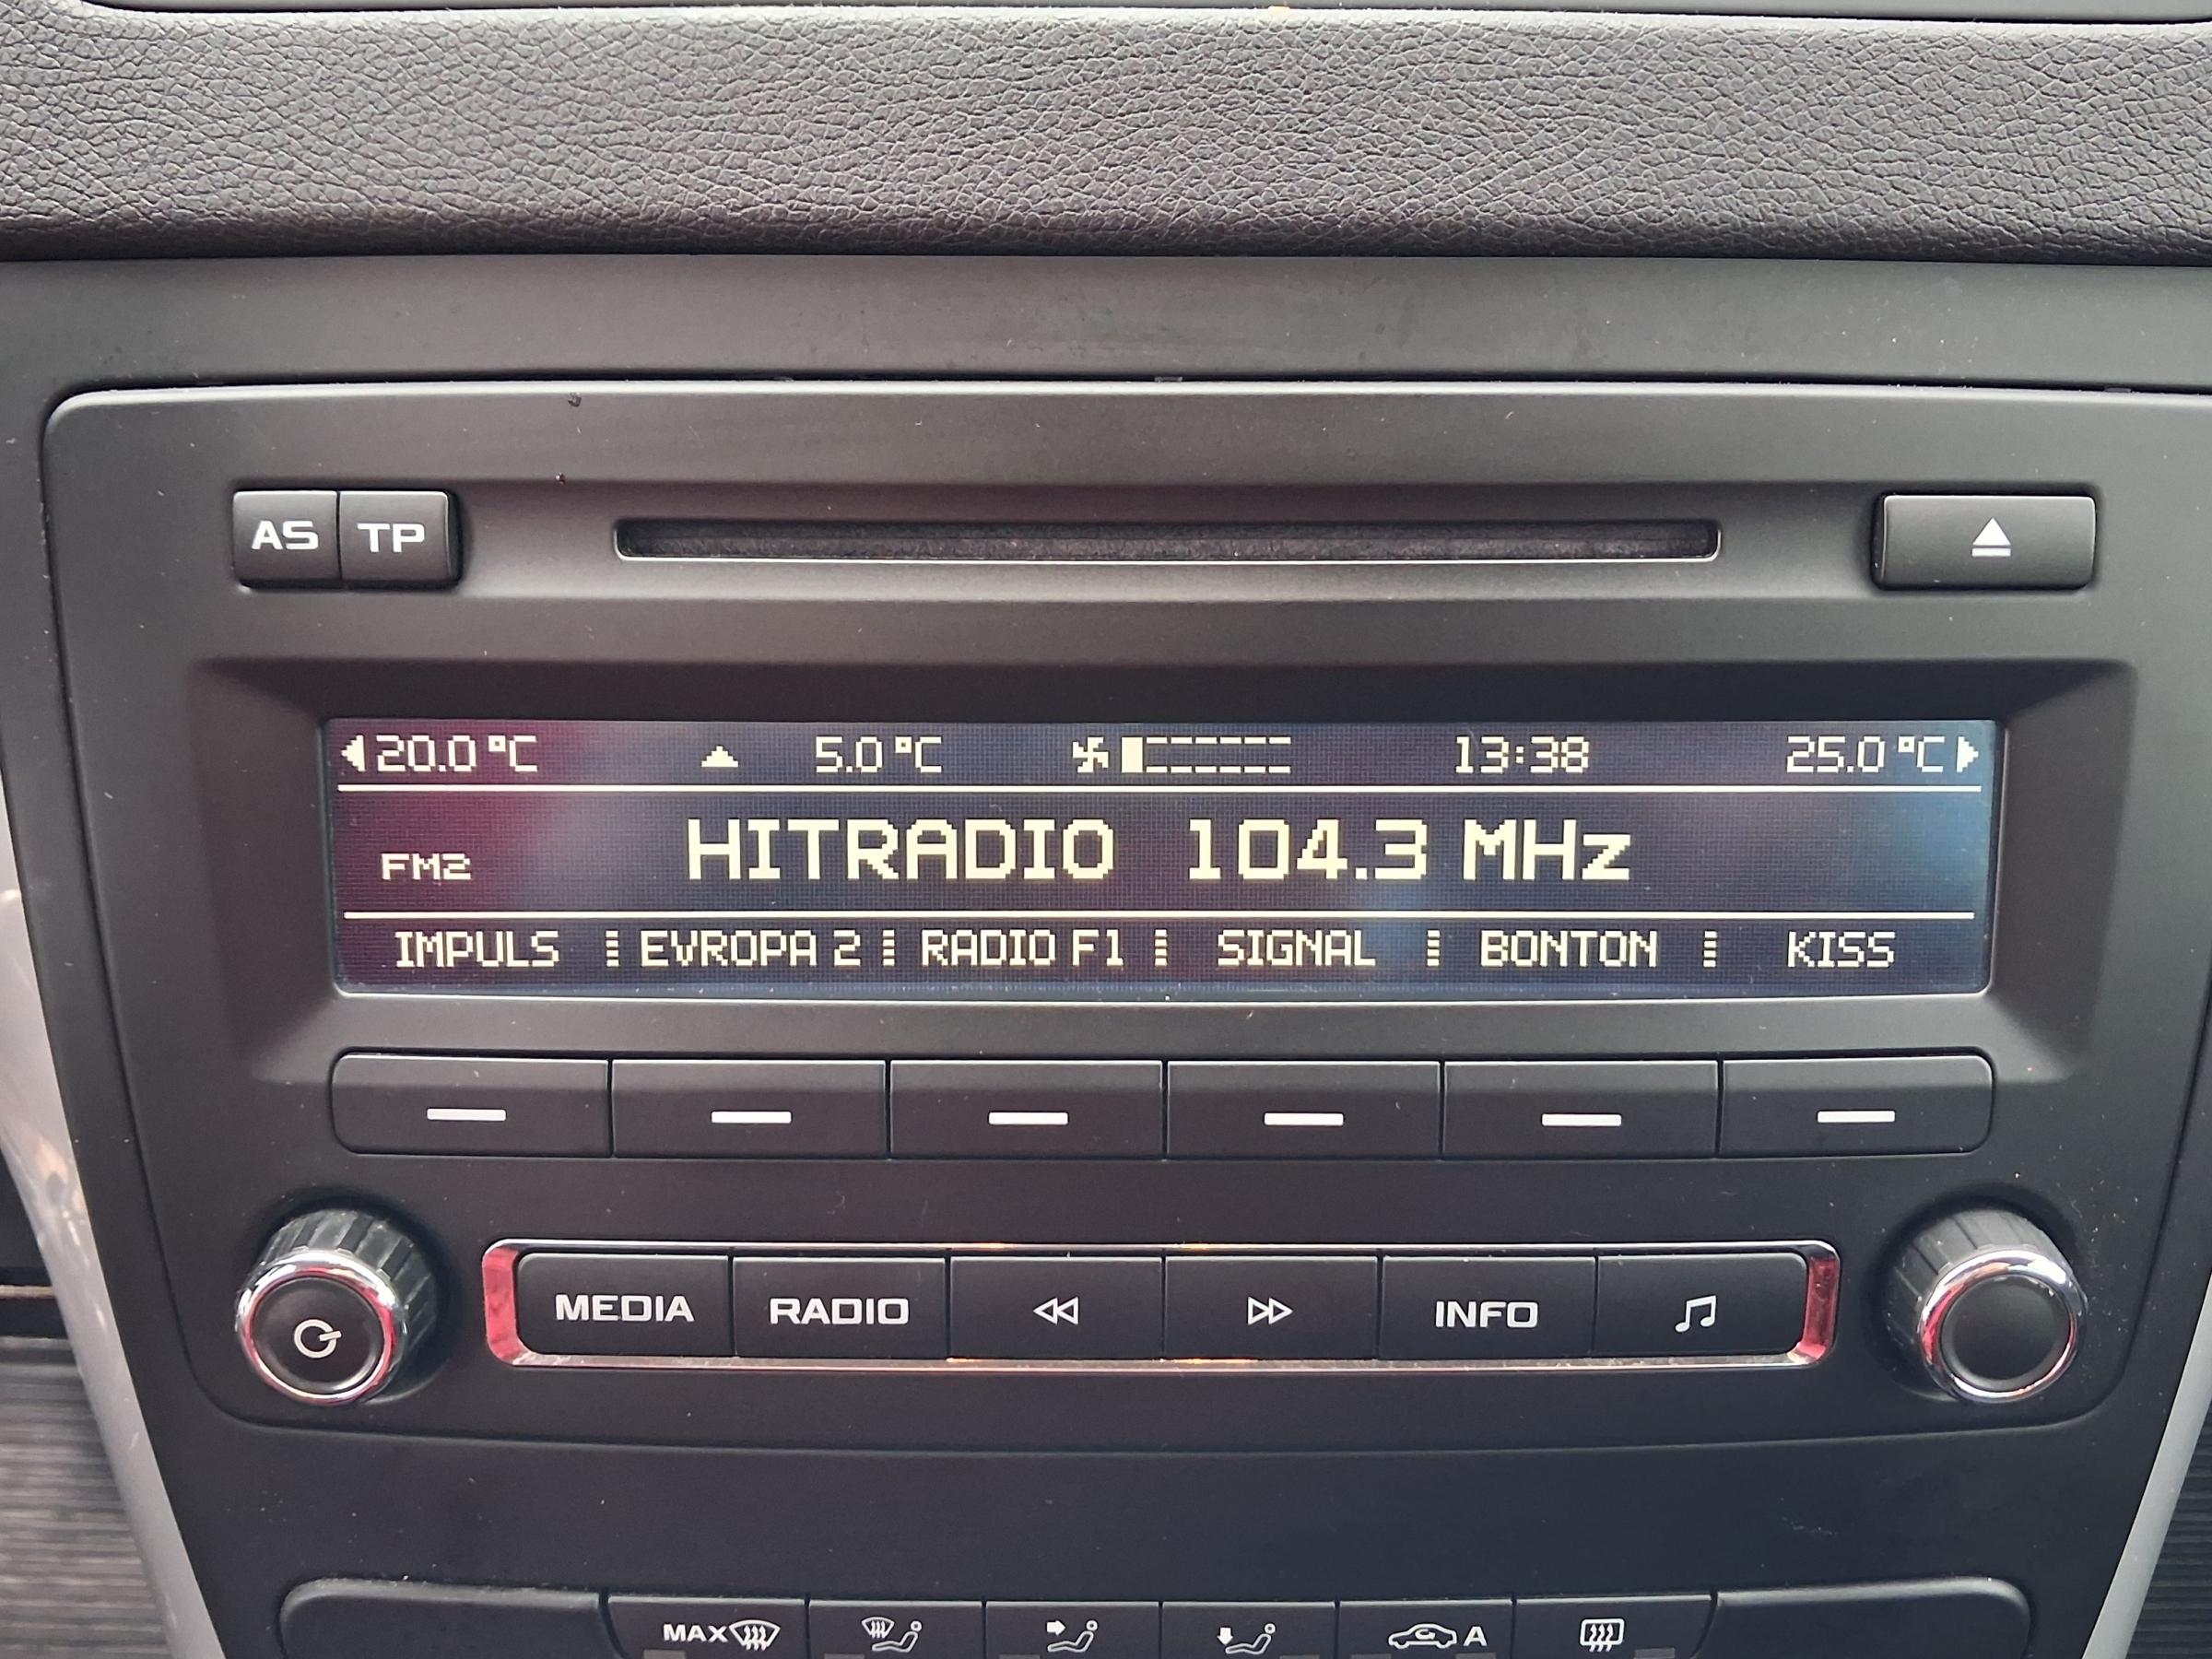 AS TP
20.0 °C 5.0 °C 13:38 25.0 °C
FM2 HITRADIO 104.3 MHz
IMPULS EVROPA 2 RADIO F1 SIGNAL BONTON KISS
MEDIA RADIO INFO
MAX A